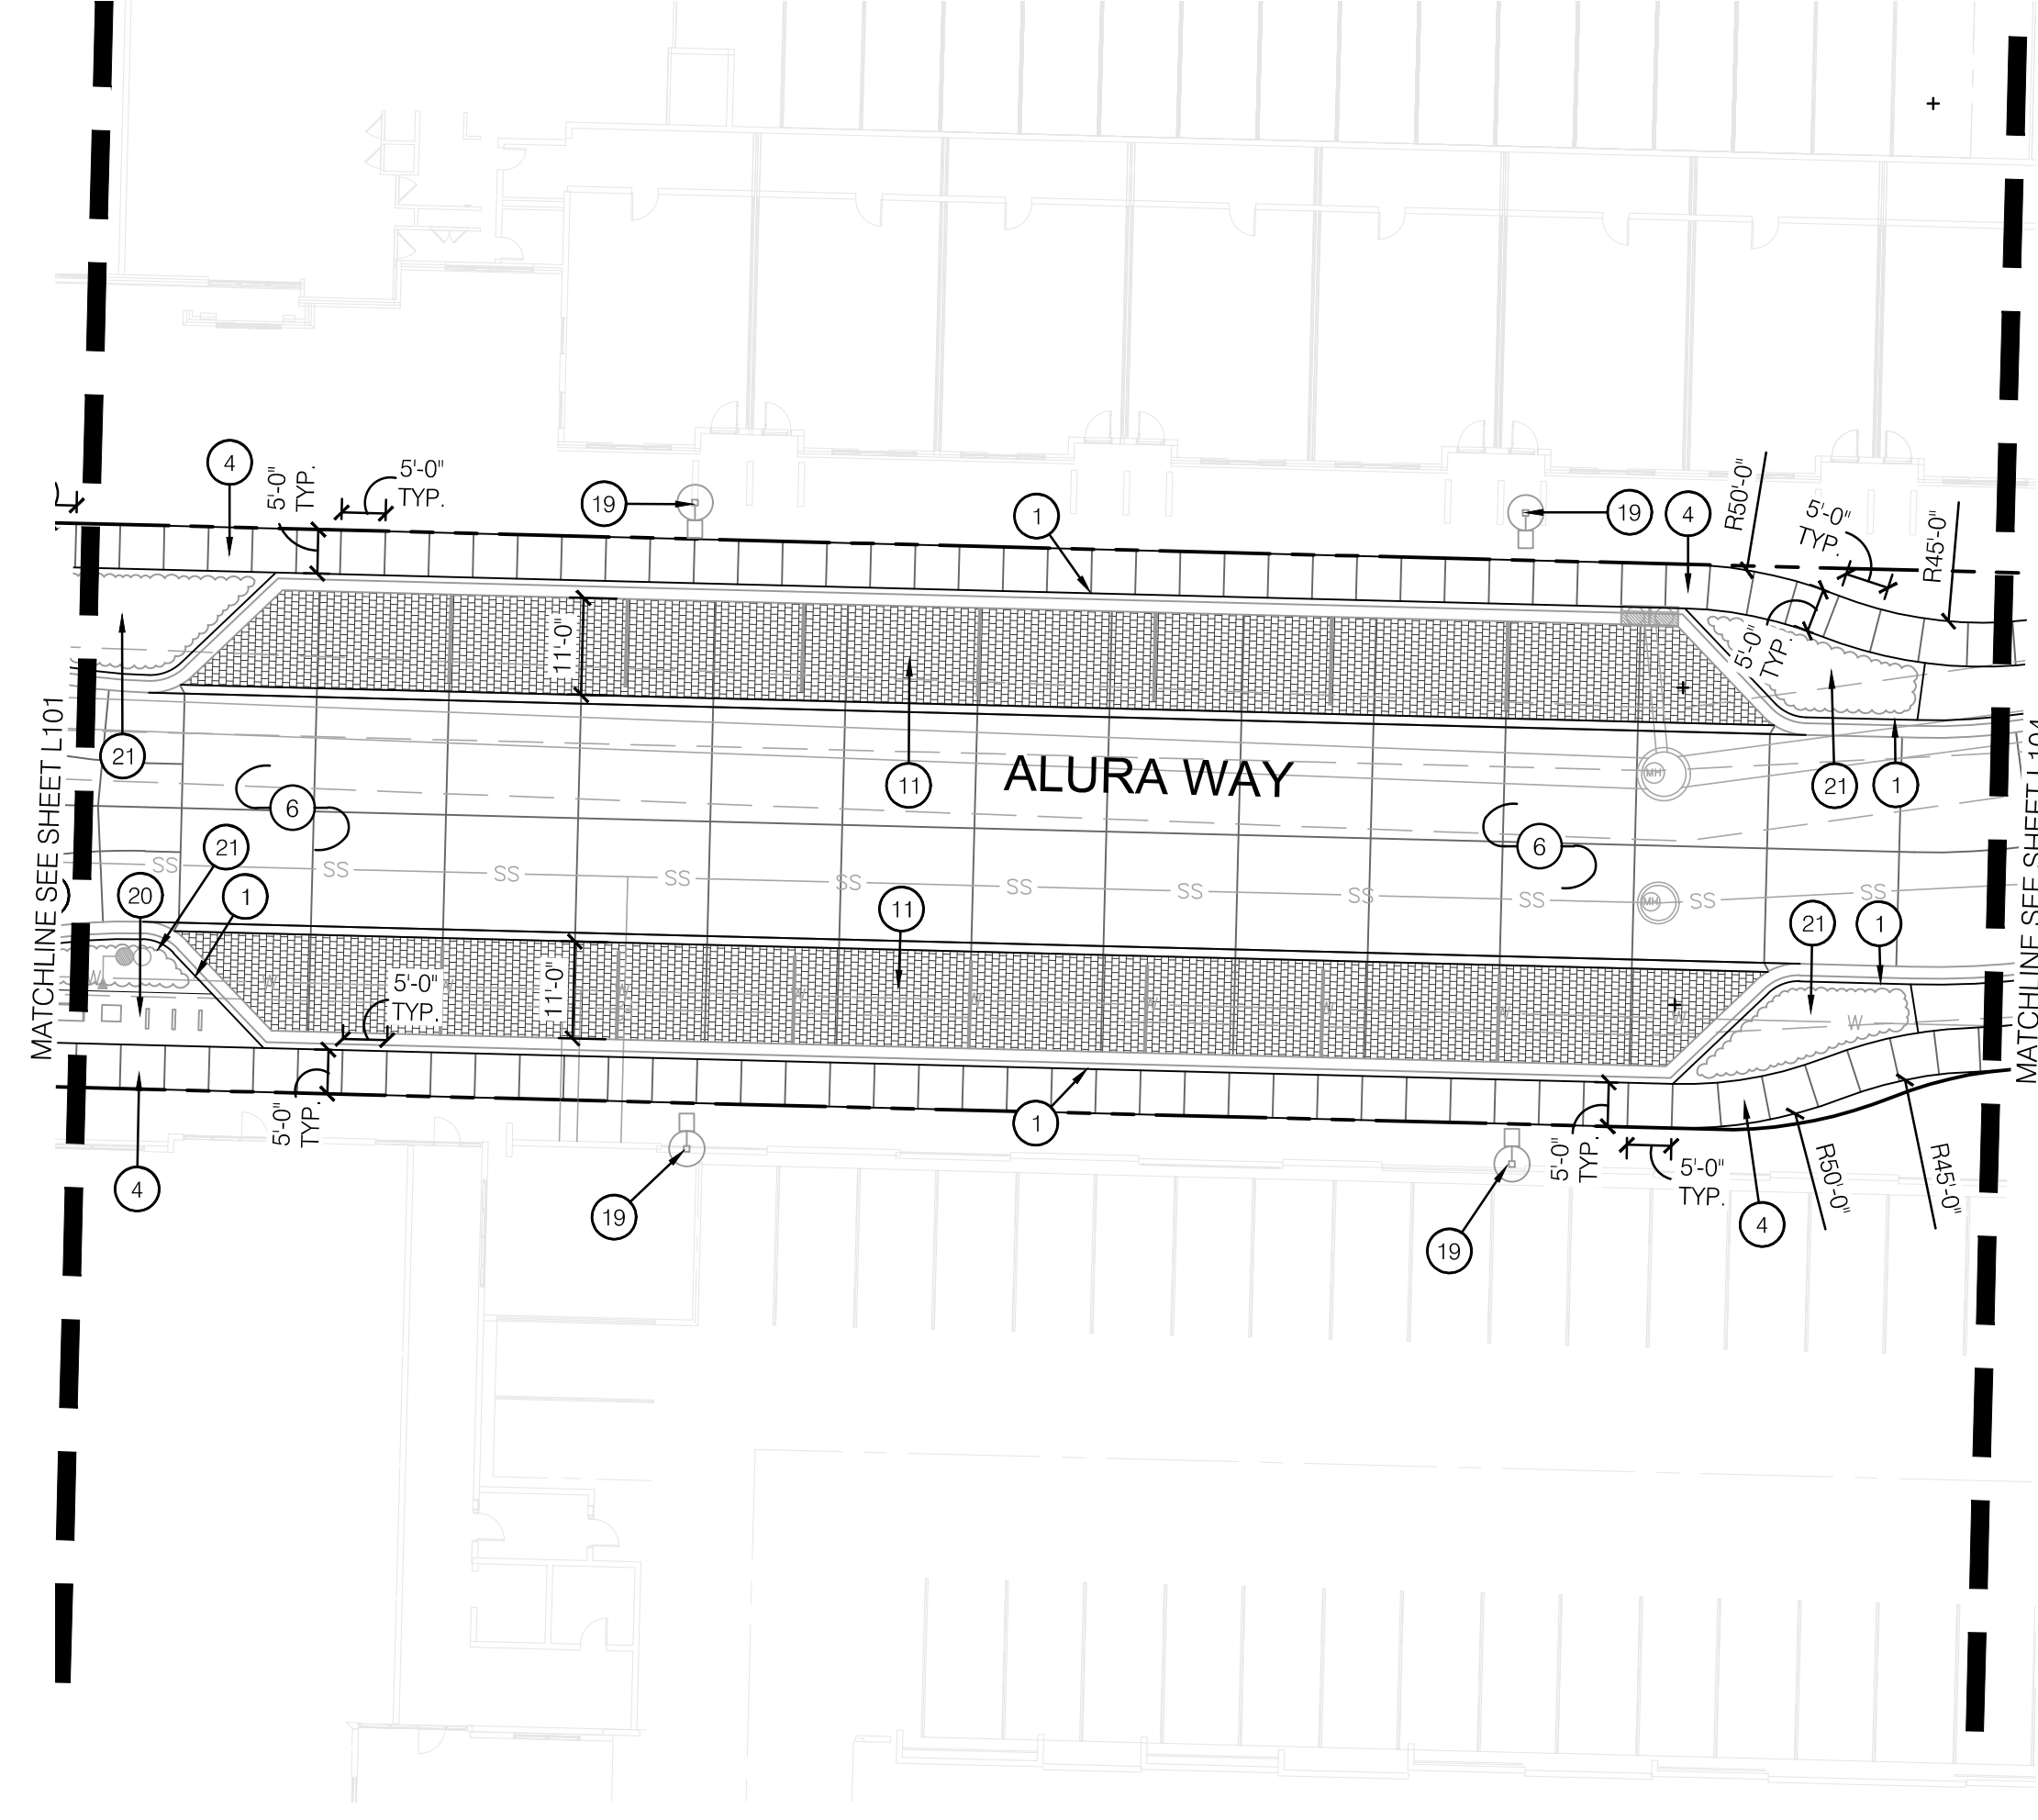 4
5'-0"
TYP.
5'-0"
TYP.
19
1
19
4
R50'-0"
5'-0"
TYP.
R45'-0"
11'-0"
5'-0"
TYP.
MATCHLINE SEE SHEET L101
21
11
ALURA WAY
MH
21
1
MATCHLINE SEE SHEET L104
6
6
21
SS
SS
SS
SS
SS
SS
SS
SS
SS
MH
SS
SS
20
1
11
21
1
W
W
W
W
W
W
W
W
W
W
W
5'-0"
TYP.
11'-0"
5'-0"
TYP.
1
4
19
19
5'-0"
TYP.
5'-0"
TYP.
4
R50'-0"
R45'-0"